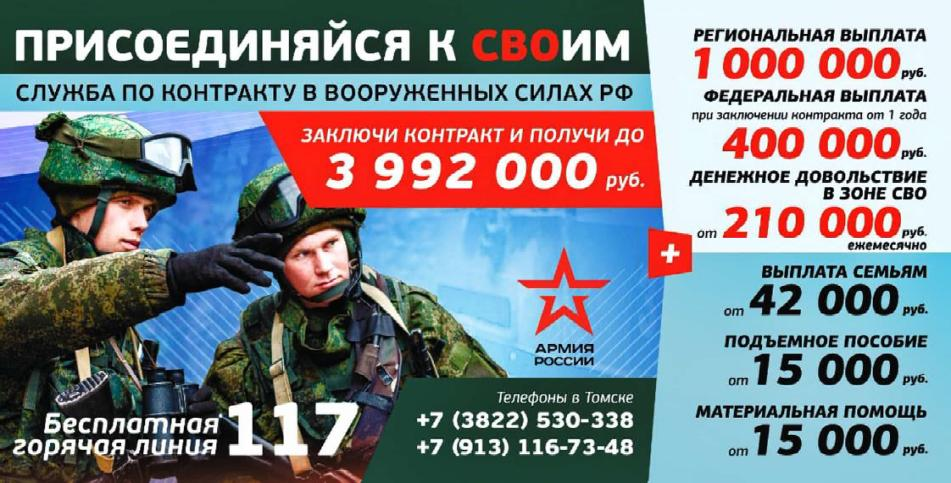 ПРИСОЕДИНЯЙСЯ К СВОИМ
СЛУЖБА ПО КОНТРАКТУ В ВООРУЖЕННЫХ СИЛАХ РФ
ЗАКЛЮЧИ КОНТРАКТ И ПОЛУЧИ ДО
3 992 000 руб.
АРМИЯ
РОССИИ
Бесплатная
горячая линия 117
Телефоны в Томске
+7 (3822) 530-338
+7 (913) 116-73-48
РЕГИОНАЛЬНАЯ ВЫПЛАТА
1 000 000 руб.
ФЕДЕРАЛЬНАЯ ВЫПЛАТА
при заключении контракта от 1 года
400 000 руб.
ДЕНЕЖНОЕ ДОВОЛЬСТВИЕ
В ЗОНЕ СВО
от 210 000 руб.
ежемесячно
+
ВЫПЛАТА СЕМЬЯМ
от 42 000 руб.
ПОДЪЕМНОЕ ПОСОБИЕ
от 15 000 руб.
МАТЕРИАЛЬНАЯ ПОМОЩЬ
от 15 000 руб.